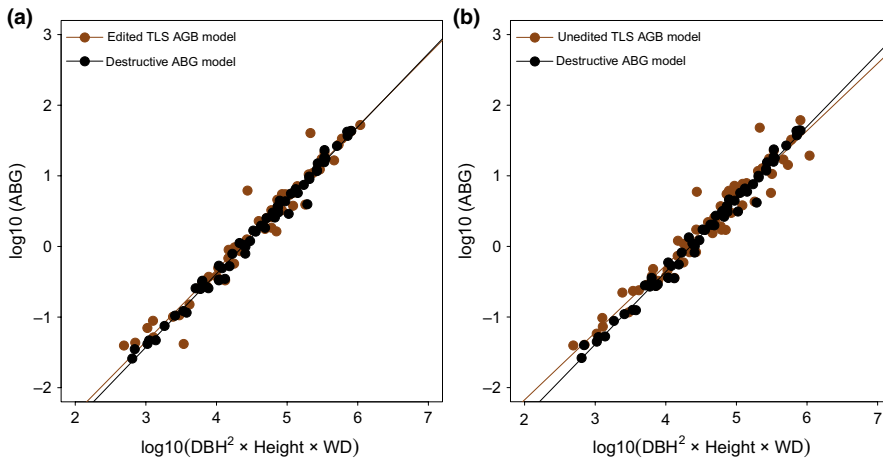 (a)
Edited TLS AGB model
Destructive ABG model
3
2
1
0
–1
–2
log10 (ABG)
2 3 4 5 6 7
log10(DBH² × Height × WD)
(b)
Unedited TLS AGB model
Destructive ABG model
3
2
1
0
–1
–2
log10 (ABG)
2 3 4 5 6 7
log10(DBH² × Height × WD)